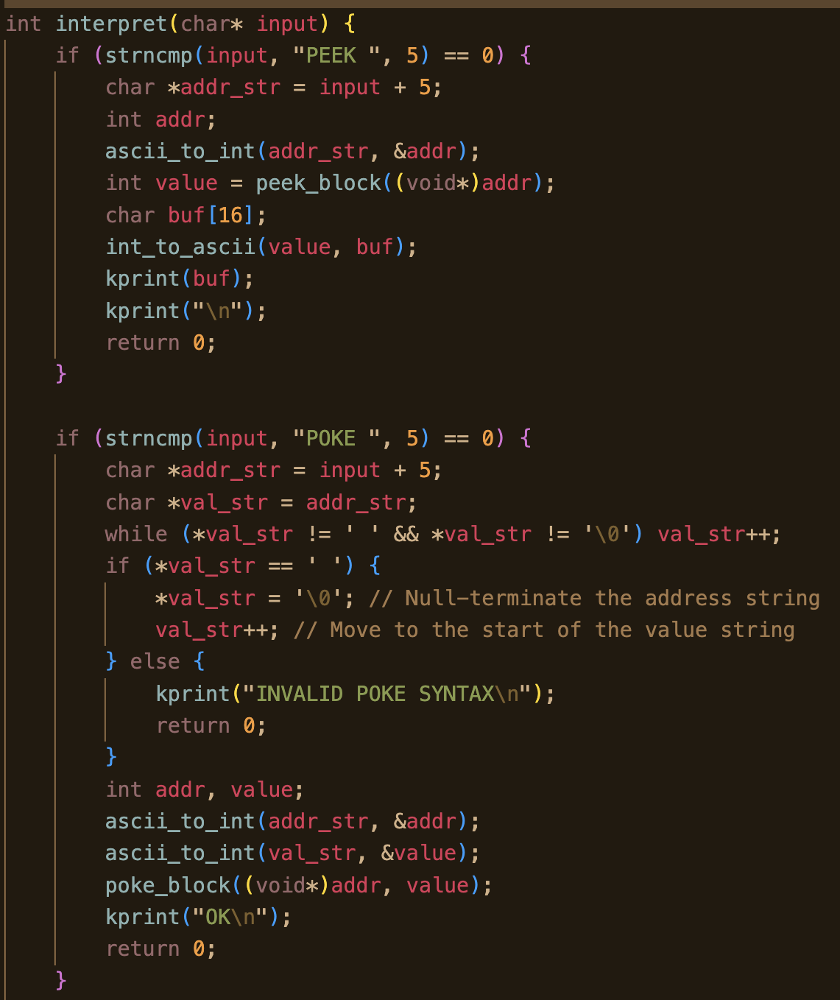 int interpret(char* input) {
    if (strncmp(input, "PEEK ", 5) == 0) {
        char *addr_str = input + 5;
        int addr;
        ascii_to_int(addr_str, &addr);
        int value = peek_block((void*)addr);
        char buf[16];
        int_to_ascii(value, buf);
        kprint(buf);
        kprint("\n");
        return 0;
    }

    if (strncmp(input, "POKE ", 5) == 0) {
        char *addr_str = input + 5;
        char *val_str = addr_str;
        while (*val_str != ' ' && *val_str != '\0') val_str++;
        if (*val_str == ' ') {
            *val_str = '\0'; // Null-terminate the address string
            val_str++; // Move to the start of the value string
        } else {
            kprint("INVALID POKE SYNTAX\n");
            return 0;
        }
        int addr, value;
        ascii_to_int(addr_str, &addr);
        ascii_to_int(val_str, &value);
        poke_block((void*)addr, value);
        kprint("OK\n");
        return 0;
    }